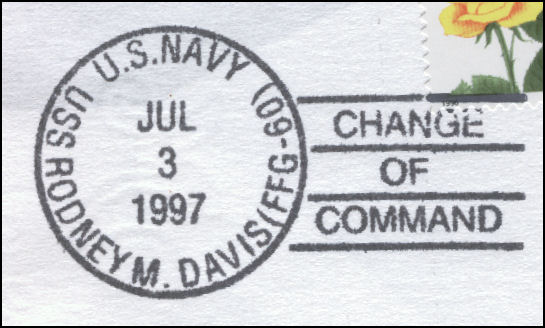 U.S. NAVY
USS RODNEY M. DAVIS (FFG-60)
JUL
3
1997
CHANGE
OF
COMMAND